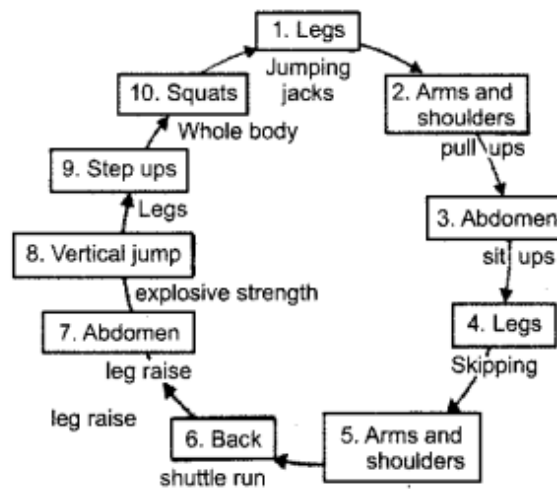 1. Legs
Jumping
jacks
2. Arms and
shoulders
pull ups
3. Abdomen
sit ups
4. Legs
Skipping
5. Arms and
shoulders
6. Back
shuttle run
leg raise
7. Abdomen
leg raise
8. Vertical jump
explosive strength
9. Step ups
Legs
10. Squats
Whole body